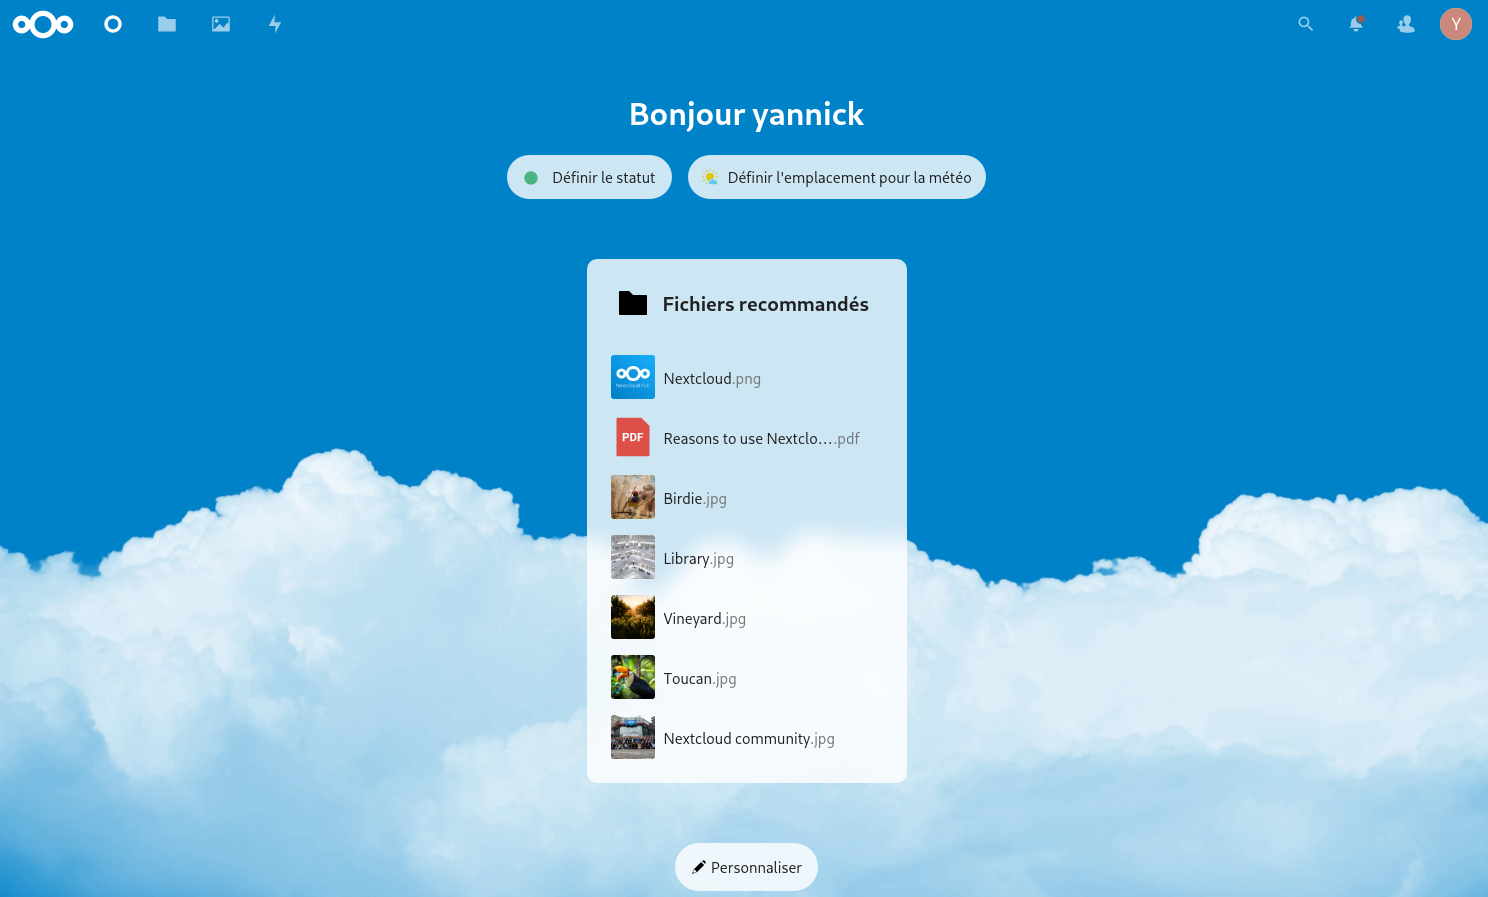 Y
Bonjour yannick
Définir le statut
Définir l'emplacement pour la météo
Fichiers recommandés
Nextcloud.png
PDF
Reasons to use Nextclo....pdf
Birdie.jpg
Library.jpg
Vineyard.jpg
Toucan.jpg
Nextcloud community.jpg
Personnaliser